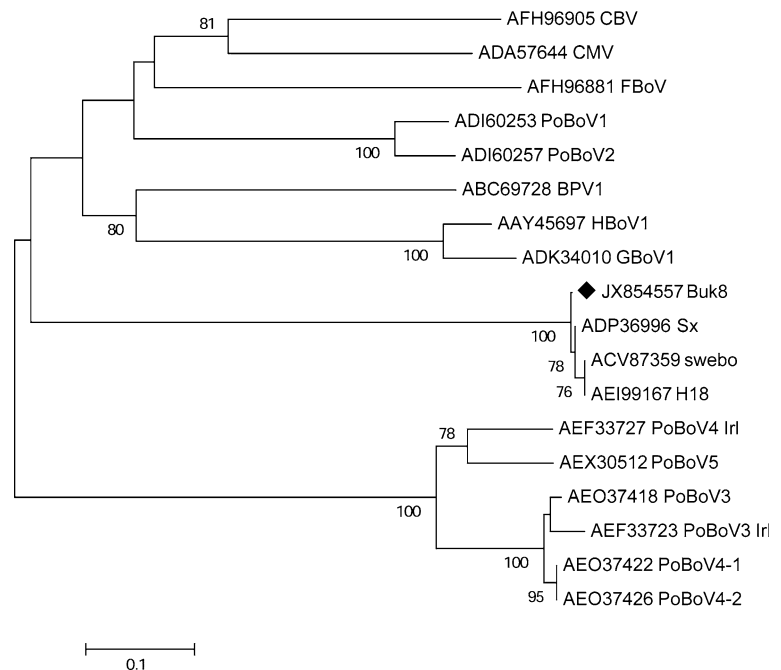 AFH96905 CBV
81
ADA57644 CMV
AFH96881 FBoV
ADI60253 PoBoV1
100
ADI60257 PoBoV2
ABC69728 BPV1
80
AAY45697 HBoV1
100
ADK34010 GBoV1
JX854557 Buk8
ADP36996 Sx
100
ACV87359 swebo
78
AEI99167 H18
76
AEF33727 PoBoV4 Irl
78
AEX30512 PoBoV5
AEO37418 PoBoV3
100
AEF33723 PoBoV3 Irl
100
AEO37422 PoBoV4-1
95
AEO37426 PoBoV4-2
0.1